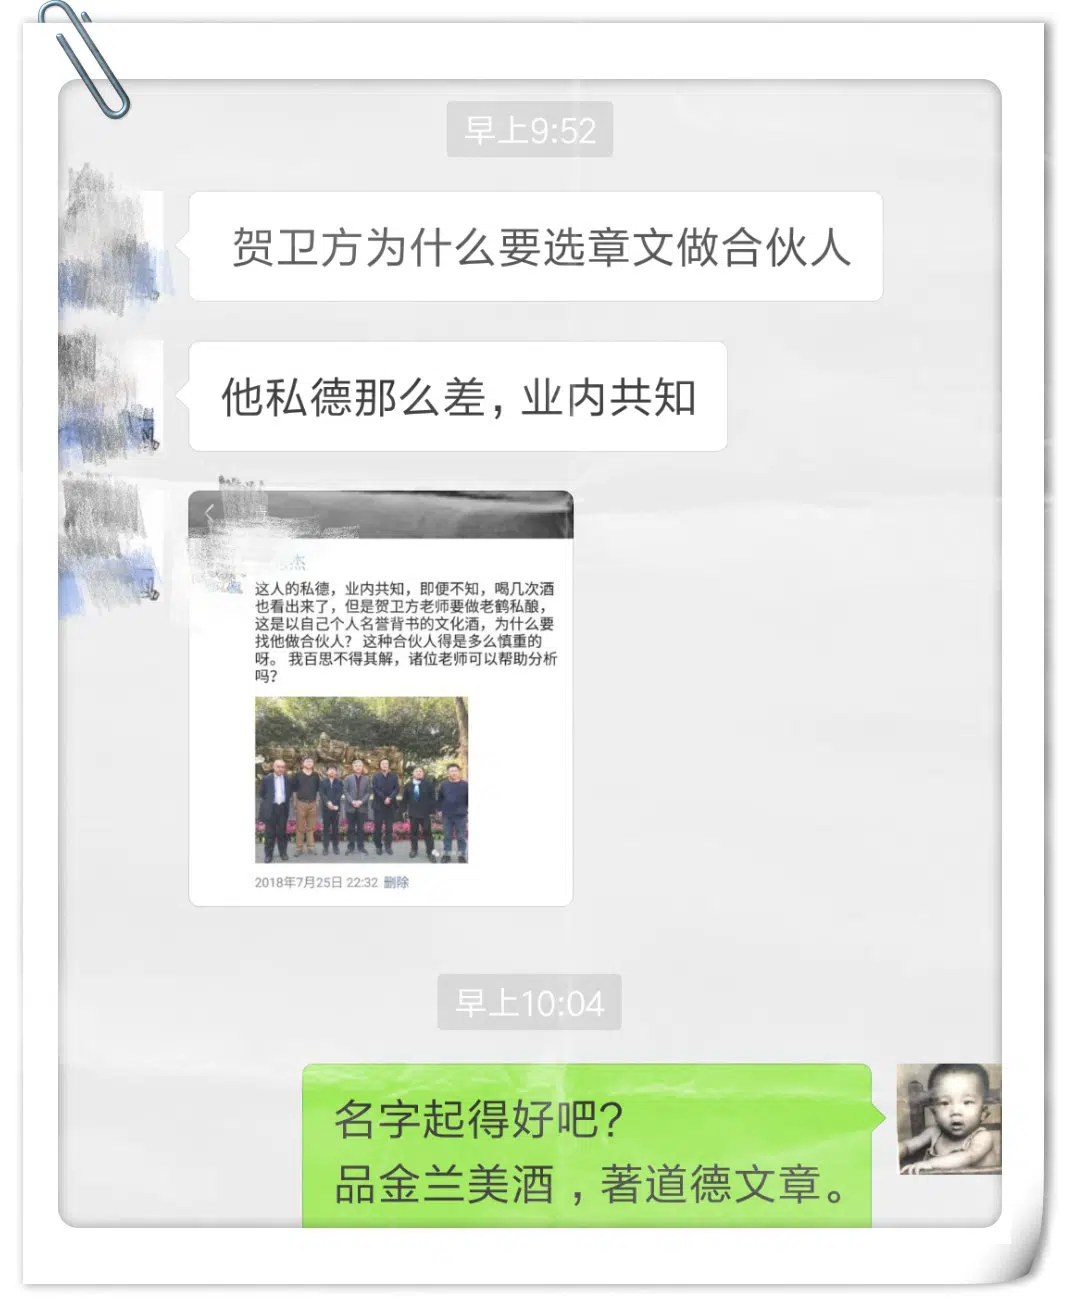 早上9:52
贺卫方为什么要选章文做合伙人
他私德那么差，业内共知
杰
这人的私德，业内共知，即便不知，喝几次酒
也看出来了，但是贺卫方老师要做老鹤私酿，
这是以自己个人名誉背书的文化酒，为什么要
找他做合伙人？ 这种合伙人得是多么慎重的
呀。 我百思不得其解，诸位老师可以帮助分析
吗？
2018年7月25日 22:32 删除
早上10:04
名字起得好吧？
品金兰美酒，著道德文章。